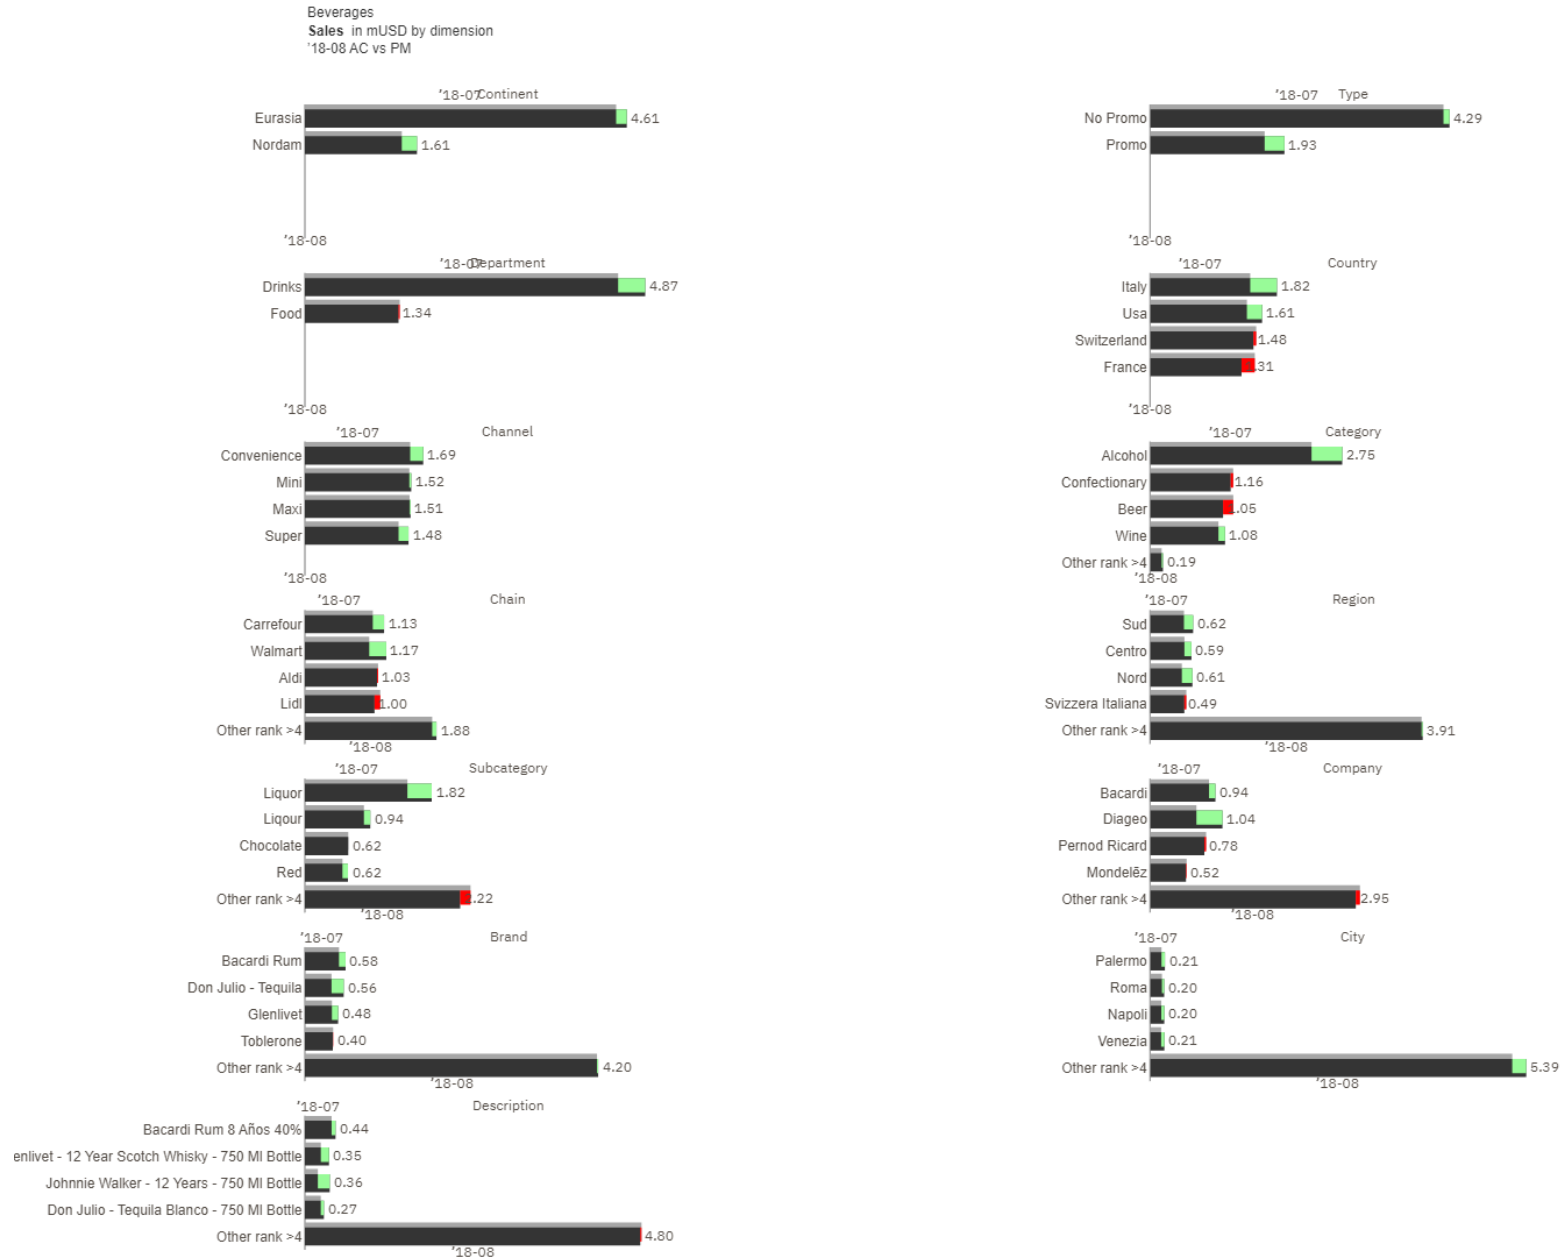 Beverages
Sales in mUSD by dimension
'18-08 AC vs PM
'18-07 Continent
Eurasia 4.61
Nordam 1.61
'18-08
'18-07 Type
No Promo 4.29
Promo 1.93
'18-08
'18-07 Department
Drinks 4.87
Food 1.34
'18-08
'18-07 Country
Italy 1.82
Usa 1.61
Switzerland 1.48
France .31
'18-08
'18-07 Channel
Convenience 1.69
Mini 1.52
Maxi 1.51
Super 1.48
'18-08
'18-07 Category
Alcohol 2.75
Confectionary 1.16
Beer .05
Wine 1.08
Other rank >4 0.19
'18-08
'18-07 Chain
Carrefour 1.13
Walmart 1.17
Aldi 1.03
Lidl 1.00
Other rank >4 1.88
'18-08
'18-07 Region
Sud 0.62
Centro 0.59
Nord 0.61
Svizzera Italiana 0.49
Other rank >4 3.91
'18-08
'18-07 Subcategory
Liquor 1.82
Liqour 0.94
Chocolate 0.62
Red 0.62
Other rank >4 .22
'18-08
'18-07 Company
Bacardi 0.94
Diageo 1.04
Pernod Ricard 0.78
Mondelēz 0.52
Other rank >4 2.95
'18-08
'18-07 Brand
Bacardi Rum 0.58
Don Julio - Tequila 0.56
Glenlivet 0.48
Toblerone 0.40
Other rank >4 4.20
'18-08
'18-07 City
Palermo 0.21
Roma 0.20
Napoli 0.20
Venezia 0.21
Other rank >4 5.39
'18-08
'18-07 Description
Bacardi Rum 8 Años 40% 0.44
enlivet - 12 Year Scotch Whisky - 750 Ml Bottle 0.35
Johnnie Walker - 12 Years - 750 Ml Bottle 0.36
Don Julio - Tequila Blanco - 750 Ml Bottle 0.27
Other rank >4 4.80
'18-08